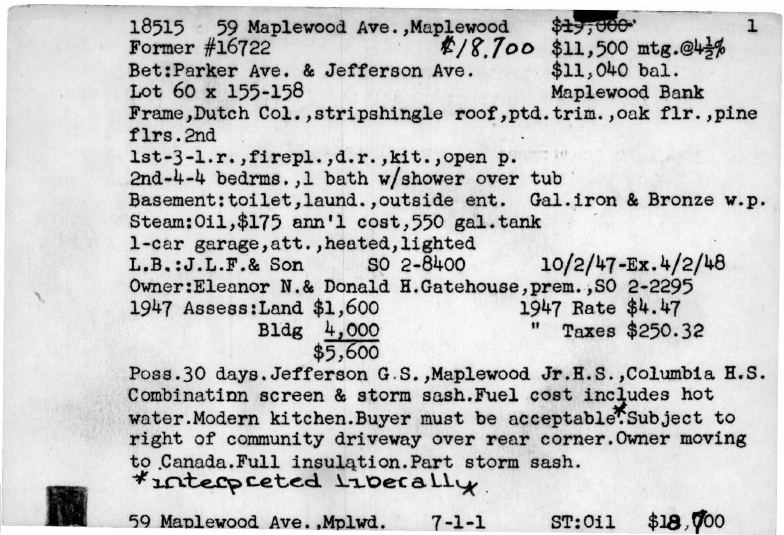 18515 59 Maplewood Ave.,Maplewood $19,000 1
Former #16722 $18,700 $11,500 mtg.@4½%
Bet:Parker Ave. & Jefferson Ave. $11,040 bal.
Lot 60 x 155-158 Maplewood Bank
Frame,Dutch Col.,stripshingle roof,ptd.trim.,oak flr.,pine
flrs.2nd
1st-3-l.r.,firepl.,d.r.,kit.,open p.
2nd-4-4 bedrms.,1 bath w/shower over tub
Basement:toilet,laund.,outside ent. Gal.iron & Bronze w.p.
Steam:Oil,$175 ann'l cost,550 gal.tank
1-car garage,att.,heated,lighted
L.B.:J.L.F.& Son SO 2-8400 10/2/47-Ex.4/2/48
Owner:Eleanor N.& Donald H.Gatehouse,prem.,SO 2-2295
1947 Assess:Land $1,600 1947 Rate $4.47
Bldg 4,000 " Taxes $250.32
$5,600
Poss.30 days.Jefferson G.S.,Maplewood Jr.H.S.,Columbia H.S.
Combinatinn screen & storm sash.Fuel cost includes hot
water.Modern kitchen.Buyer must be acceptable*.Subject to
right of community driveway over rear corner.Owner moving
to Canada.Full insulation.Part storm sash.
*interpreted liberally
59 Maplewood Ave.,Mplwd. 7-1-1 ST:Oil $18,700